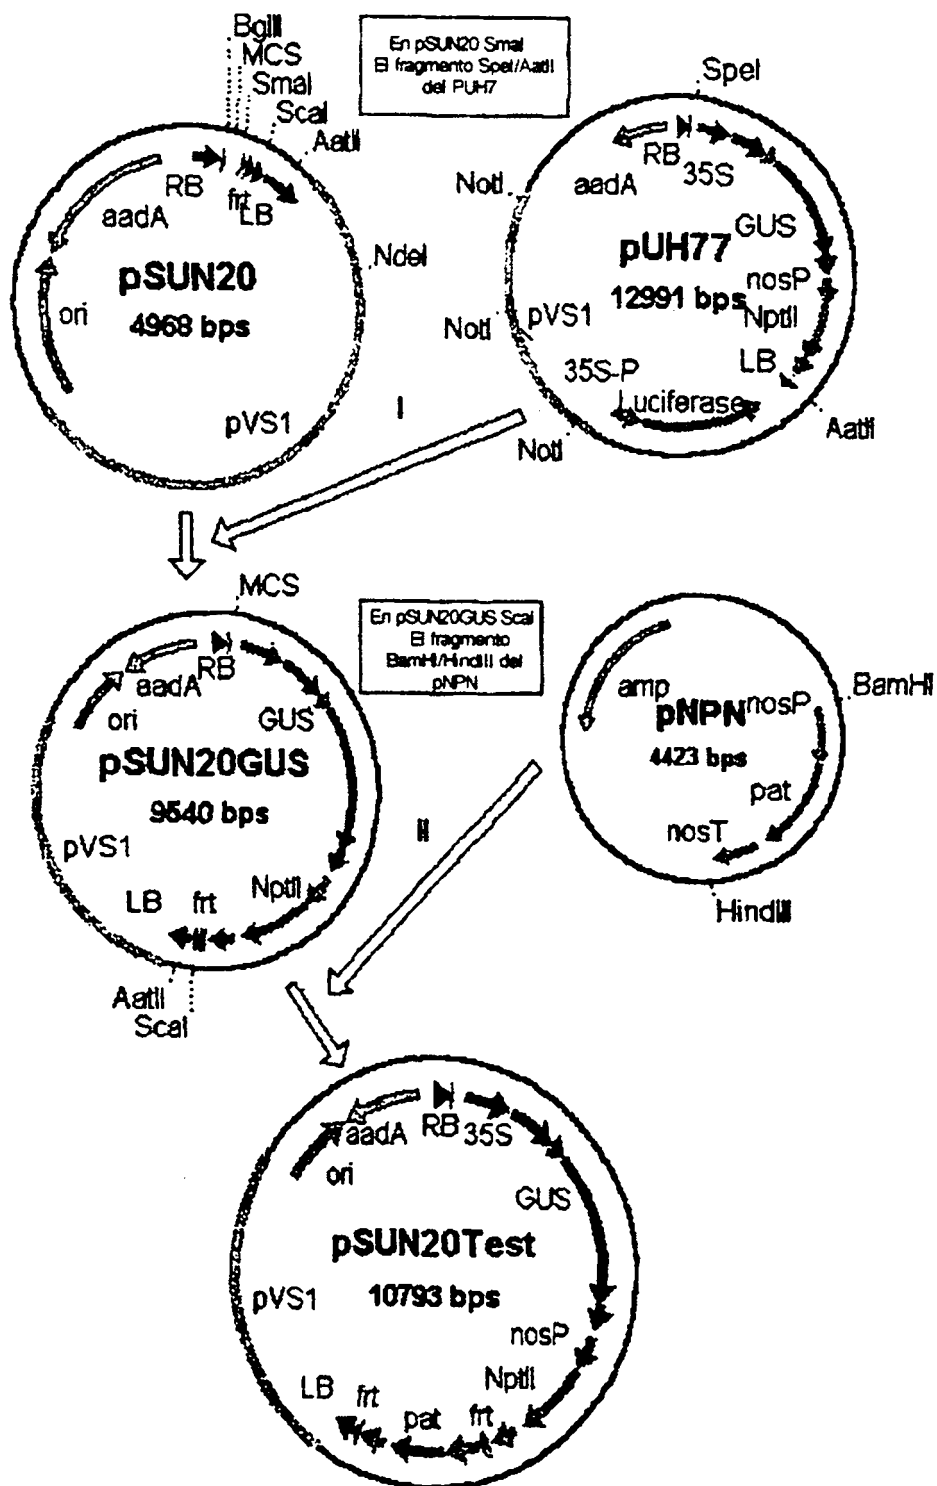 BglII
MCS
SmaI
ScaI
AatII
RB
frt
LB
aadA
pSUN20
4968 bps
ori
NdeI
pVS1
En pSUN20 SmaI
El fragmento SpeI/AatII
del PUH7
SpeI
NotI
aadA
RB
35S
GUS
pUH77
12991 bps
nosP
NptII
NotI
pVS1
35S-P
LB
Luciferase
NotI
AatII
I
MCS
RB
aadA
ori
GUS
pSUN20GUS
9540 bps
pVS1
NptII
LB
frt
AatII
ScaI
En pSUN20GUS ScaI
El fragmento
BamHI/HindIII del
pNPN
II
amp
pNPN
nosP
BamHI
4423 bps
pat
nosT
HindIII
aadA
RB
35S
ori
GUS
pSUN20Test
10793 bps
pVS1
nosP
NptII
LB
frt
pat
frt